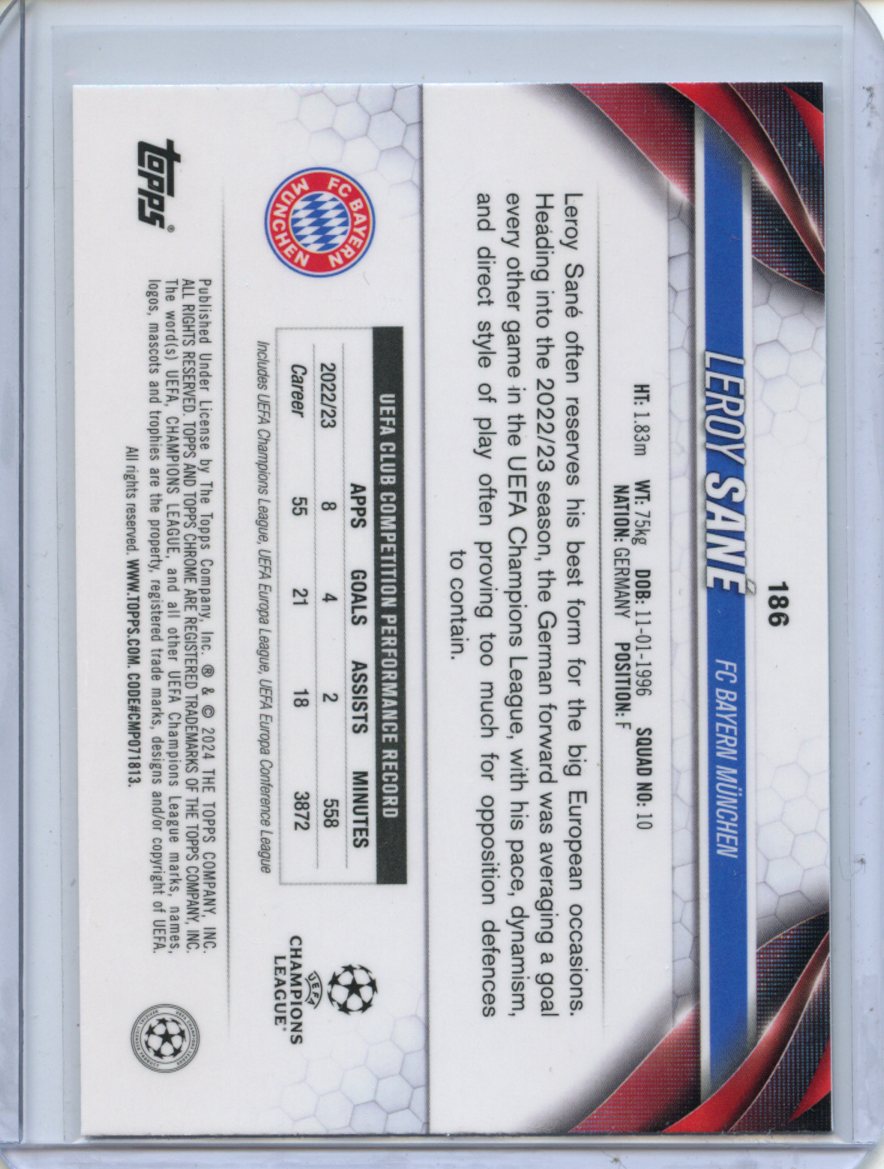 186
LEROY SANÉ FC BAYERN MÜNCHEN
HT: 1.83m WT: 75kg DOB: 11-01-1996 SQUAD NO: 10
NATION: GERMANY POSITION: F
Leroy Sané often reserves his best form for the big European occasions.
Heading into the 2022/23 season, the German forward was averaging a goal
every other game in the UEFA Champions League, with his pace, dynamism,
and direct style of play often proving too much for opposition defences
to contain.
FC BAYERN
MÜNCHEN
UEFA CLUB COMPETITION PERFORMANCE RECORD
APPS GOALS ASSISTS MINUTES
2022/23 8 4 2 558
Career 55 21 18 3872
Includes UEFA Champions League, UEFA Europa League, UEFA Europa Conference League
UEFA
CHAMPIONS
LEAGUE®
topps®
Published Under License by The Topps Company, Inc. ® & © 2024 THE TOPPS COMPANY, INC.
ALL RIGHTS RESERVED. TOPPS AND TOPPS CHROME ARE REGISTERED TRADEMARKS OF THE TOPPS COMPANY, INC.
The word(s) UEFA, CHAMPIONS LEAGUE, and all other UEFA Champions League marks, names,
logos, mascots and trophies are the property, registered trade marks, designs and/or copyright of UEFA.
All rights reserved. WWW.TOPPS.COM. CODE#CMP071813.